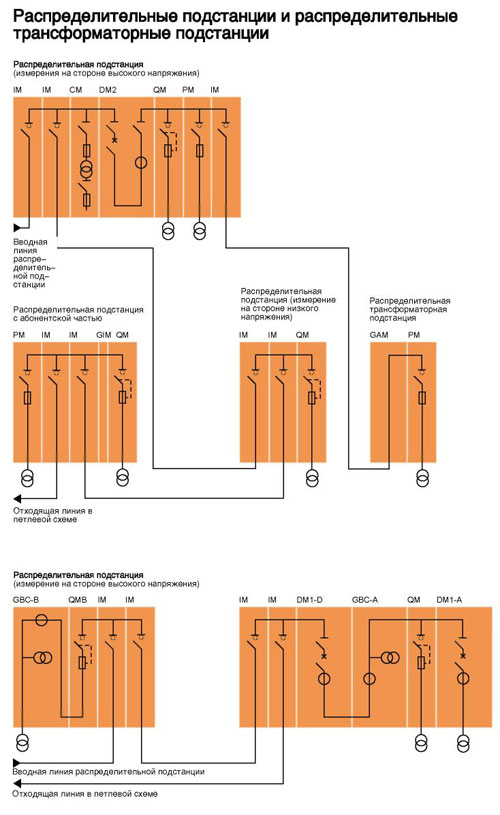 Распределительные подстанции и распределительные
трансформаторные подстанции
Распределительная подстанция
(измерения на стороне высокого напряжения)
IM IM CM DM2 QM PM IM
Вводная
линия
распре-
делитель-
ной под-
станции
Распределительная подстанция
с абонентской частью
PM IM IM GIM QM
Распределительная
подстанция (измерение
на стороне низкого
напряжения)
IM IM QM
Распределительная
трансформаторная
подстанция
GAM PM
Отходящая линия в
петлевой схеме
Распределительная подстанция
(измерение на стороне высокого напряжения)
GBC-B QMB IM IM
IM IM DM1-D GBC-A QM DM1-A
Вводная линия распределительной подстанции
Отходящая линия в петлевой схеме